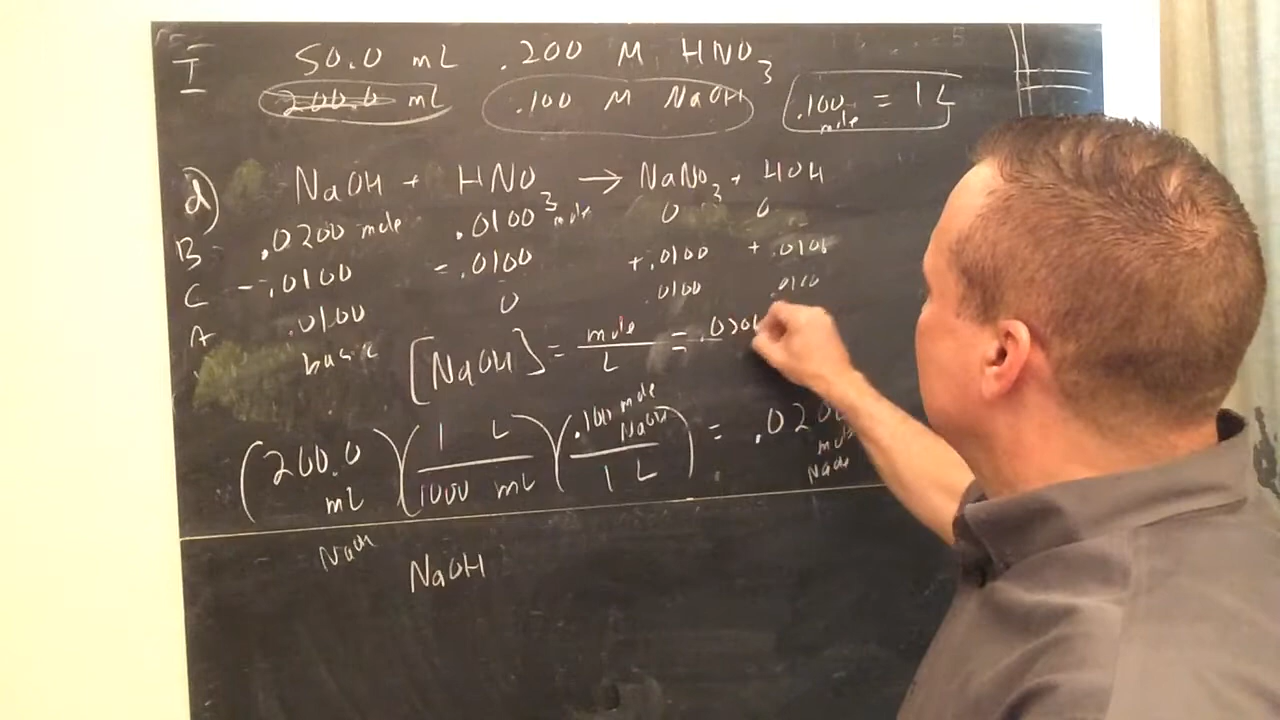 I 50.0 mL .200 M HNO₃
200.0 mL .100 M NaOH .100 mole = 1 L
d) NaOH + HNO₃ → NaNO₃ + HOH
B .0200 mole .0100 mole 0 0
C -.0100 -.0100 +.0100 +.0100
A .0100 0 .0100 .0100
basic [NaOH] = mole / L =
(200.0 mL NaOH) (1 L / 1000 mL) (.100 mole NaOH / 1 L) = .0200 mole NaOH
NaOH